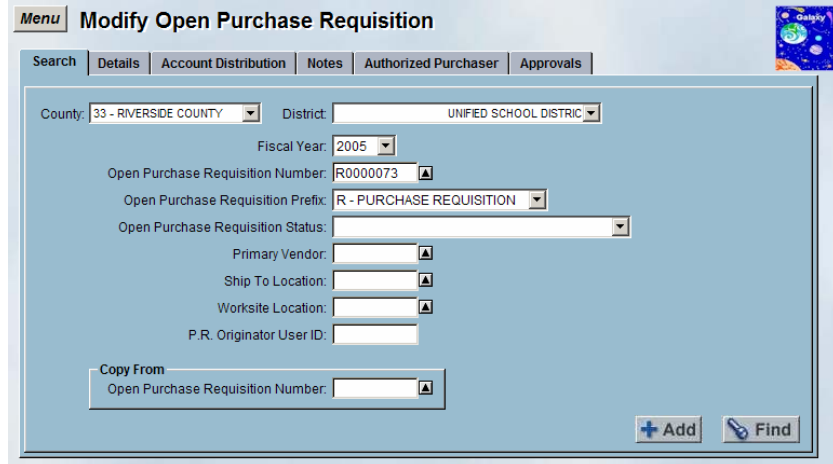 Menu Modify Open Purchase Requisition
Galaxy
Search Details Account Distribution Notes Authorized Purchaser Approvals
County: 33 - RIVERSIDE COUNTY District: UNIFIED SCHOOL DISTRIC
Fiscal Year: 2005
Open Purchase Requisition Number: R0000073
Open Purchase Requisition Prefix: R - PURCHASE REQUISITION
Open Purchase Requisition Status:
Primary Vendor:
Ship To Location:
Worksite Location:
P.R. Originator User ID:
Copy From
Open Purchase Requisition Number:
Add Find